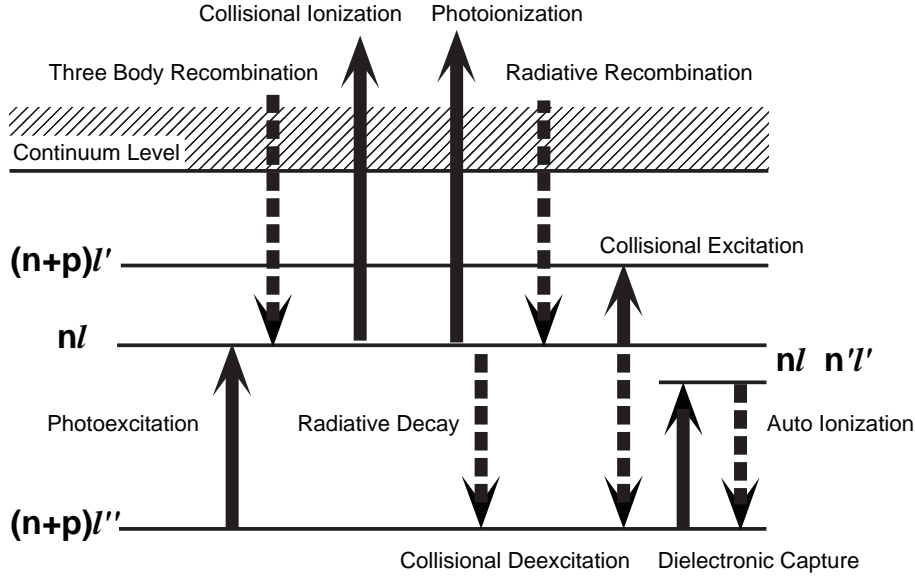 Collisional Ionization Photoionization
Three Body Recombination Radiative Recombination
Continuum Level
(n+p)l' Collisional Excitation
nl
nl n'l'
Photoexcitation Radiative Decay Auto Ionization
(n+p)l''
Collisional Deexcitation Dielectronic Capture